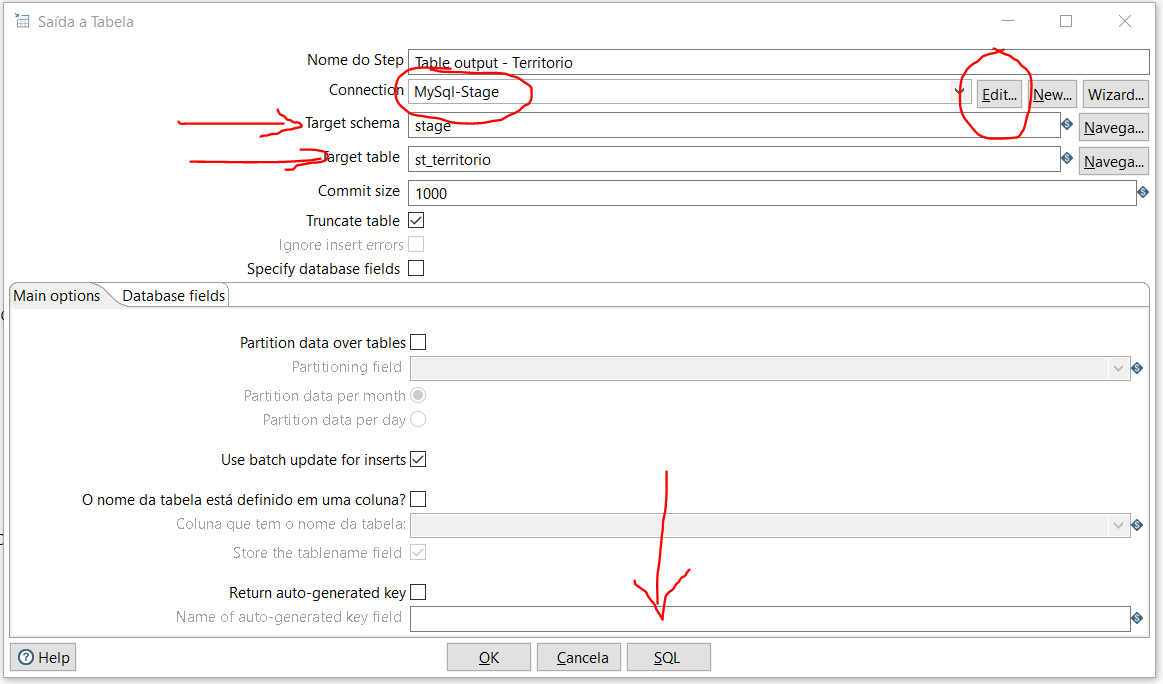 Saída a Tabela
Nome do Step Table output - Territorio
Connection MySql-Stage Edit... New... Wizard...
Target schema stage Navega...
Target table st_territorio Navega...
Commit size 1000
Truncate table
Ignore insert errors
Specify database fields
Main options Database fields
Partition data over tables
Partitioning field
Partition data per month
Partition data per day
Use batch update for inserts
O nome da tabela está definido em uma coluna?
Coluna que tem o nome da tabela:
Store the tablename field
Return auto-generated key
Name of auto-generated key field
Help OK Cancela SQL